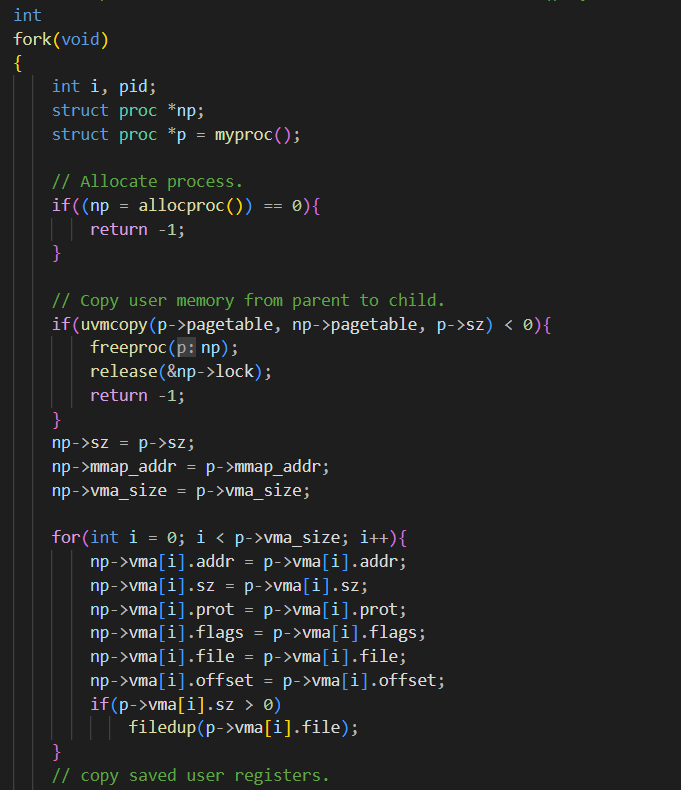 int
fork(void)
{
    int i, pid;
    struct proc *np;
    struct proc *p = myproc();
    // Allocate process.
    if((np = allocproc()) == 0){
        return -1;
    }
    // Copy user memory from parent to child.
    if(uvmcopy(p->pagetable, np->pagetable, p->sz) < 0){
        freeproc(p: np);
        release(&np->lock);
        return -1;
    }
    np->sz = p->sz;
    np->mmap_addr = p->mmap_addr;
    np->vma_size = p->vma_size;
    for(int i = 0; i < p->vma_size; i++){
        np->vma[i].addr = p->vma[i].addr;
        np->vma[i].sz = p->vma[i].sz;
        np->vma[i].prot = p->vma[i].prot;
        np->vma[i].flags = p->vma[i].flags;
        np->vma[i].file = p->vma[i].file;
        np->vma[i].offset = p->vma[i].offset;
        if(p->vma[i].sz > 0)
            filedup(p->vma[i].file);
    }
    // copy saved user registers.